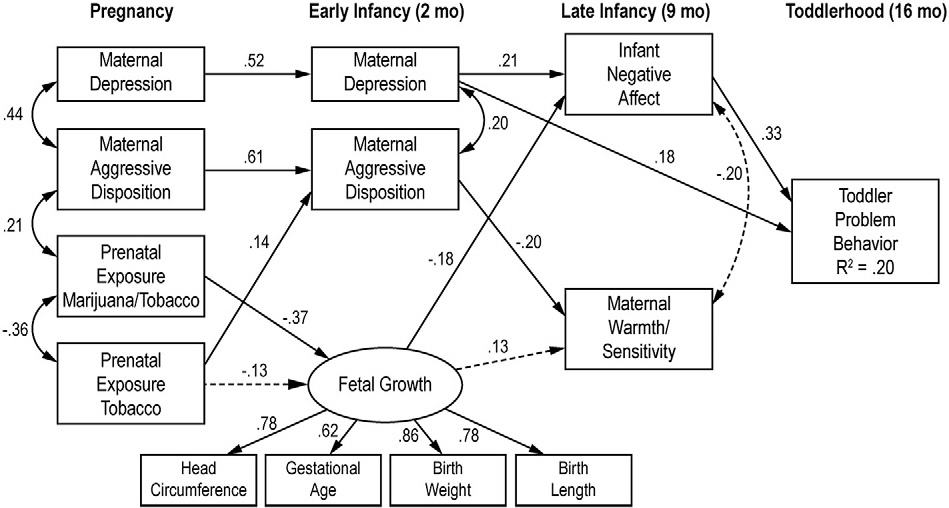 Pregnancy
Early Infancy (2 mo)
Late Infancy (9 mo)
Toddlerhood (16 mo)
Maternal
Depression
.52
Maternal
Depression
.21
Infant
Negative
Affect
.44
.20
.33
Maternal
Aggressive
Disposition
.61
Maternal
Aggressive
Disposition
.18
-.20
Toddler
Problem
Behavior
R² = .20
.21
.14
-.18
-.20
Prenatal
Exposure
Marijuana/Tobacco
-.37
Maternal
Warmth/
Sensitivity
-.36
Prenatal
Exposure
Tobacco
-.13
Fetal Growth
.13
.78
.62
.86
.78
Head
Circumference
Gestational
Age
Birth
Weight
Birth
Length